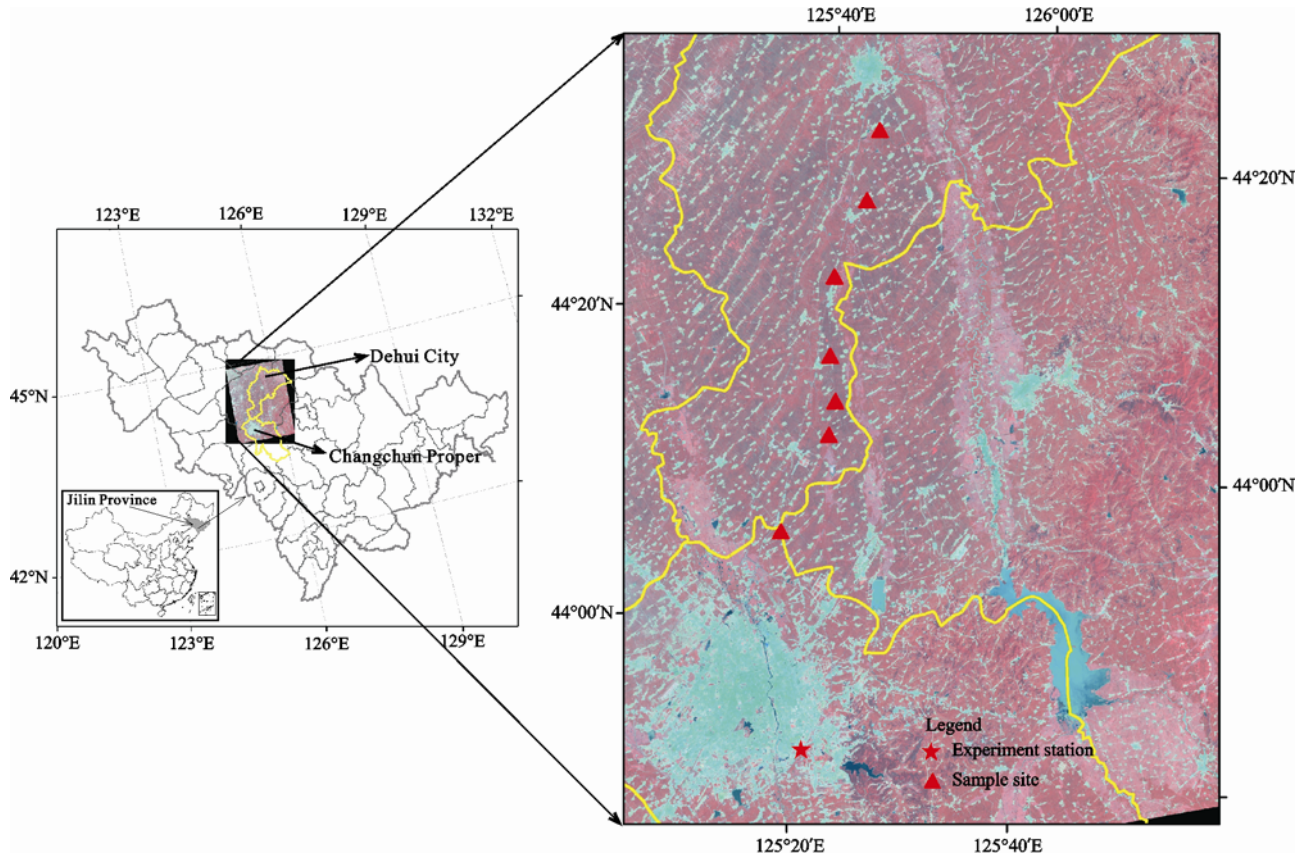 125°40′E
126°00′E
123°E
126°E
129°E
132°E
44°20′N
44°20′N
Dehui City
45°N
Changchun Proper
Jilin Province
44°00′N
42°N
44°00′N
120°E
123°E
126°E
129°E
Legend
Experiment station
Sample site
125°20′E
125°40′E